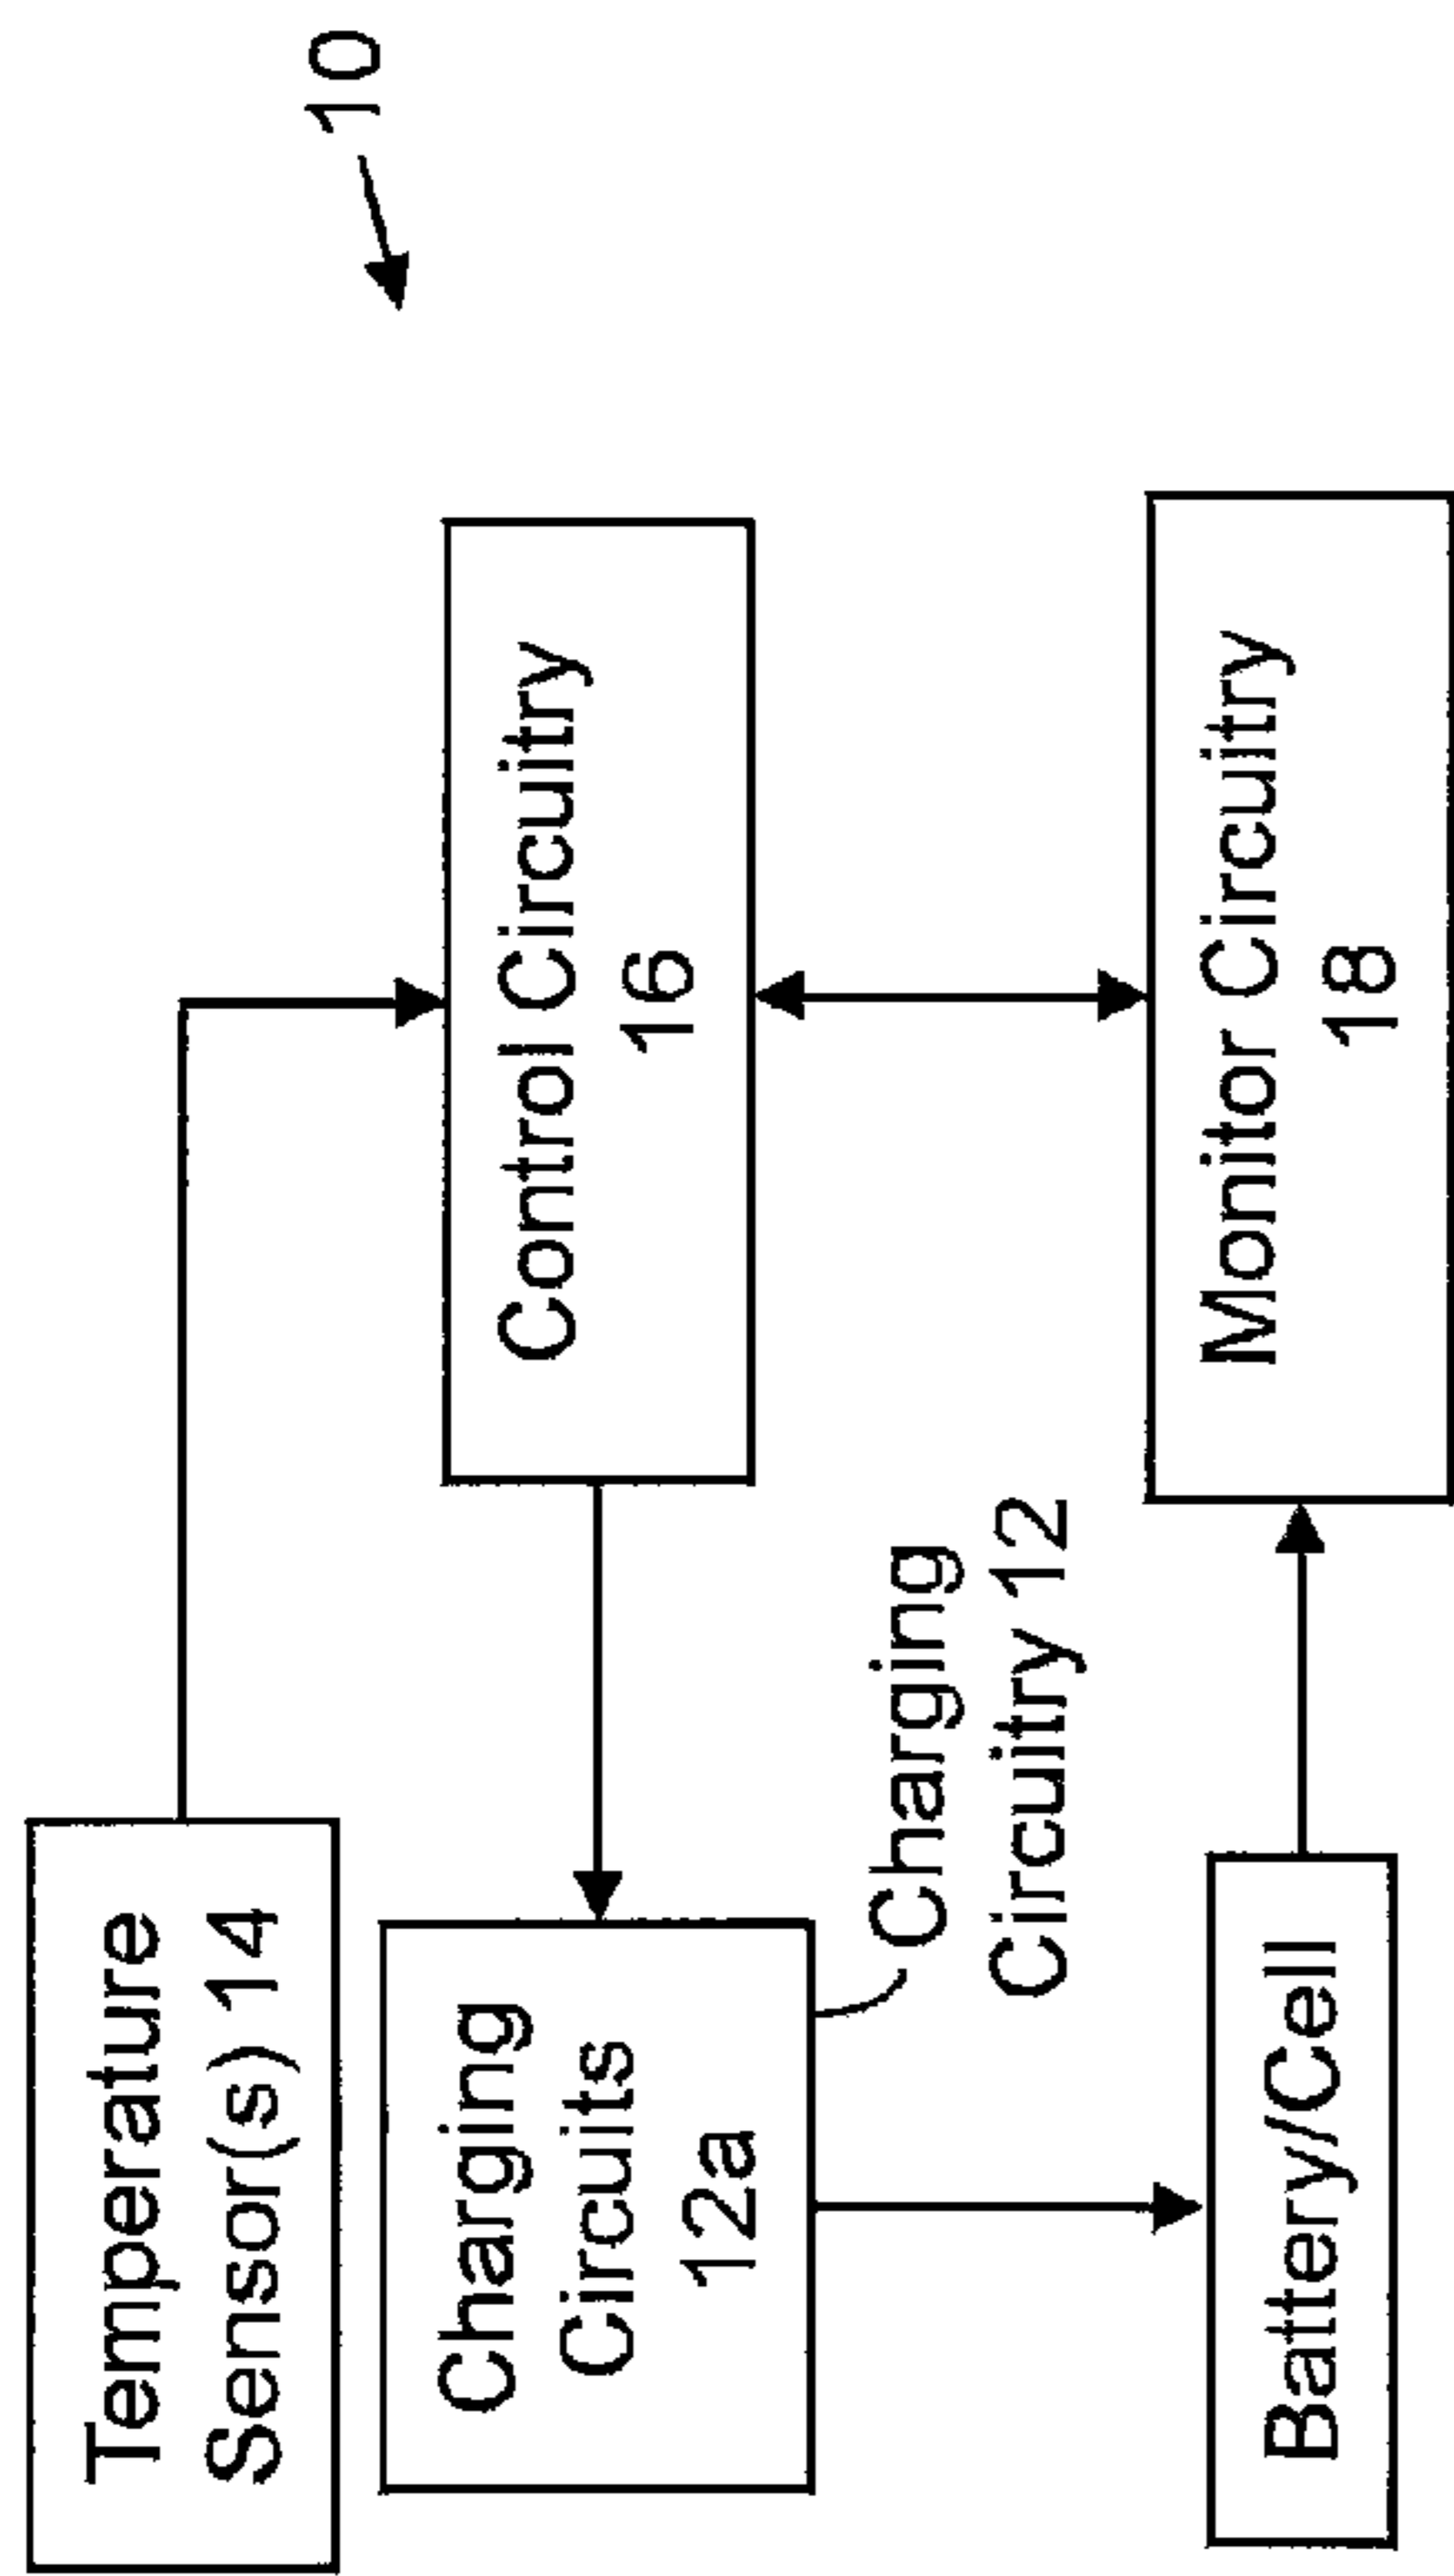 10
Temperature
Sensor(s) 14
Control Circuitry
16
Charging
Circuits
12a
Charging
Circuitry 12
Battery/Cell
Monitor Circuitry
18